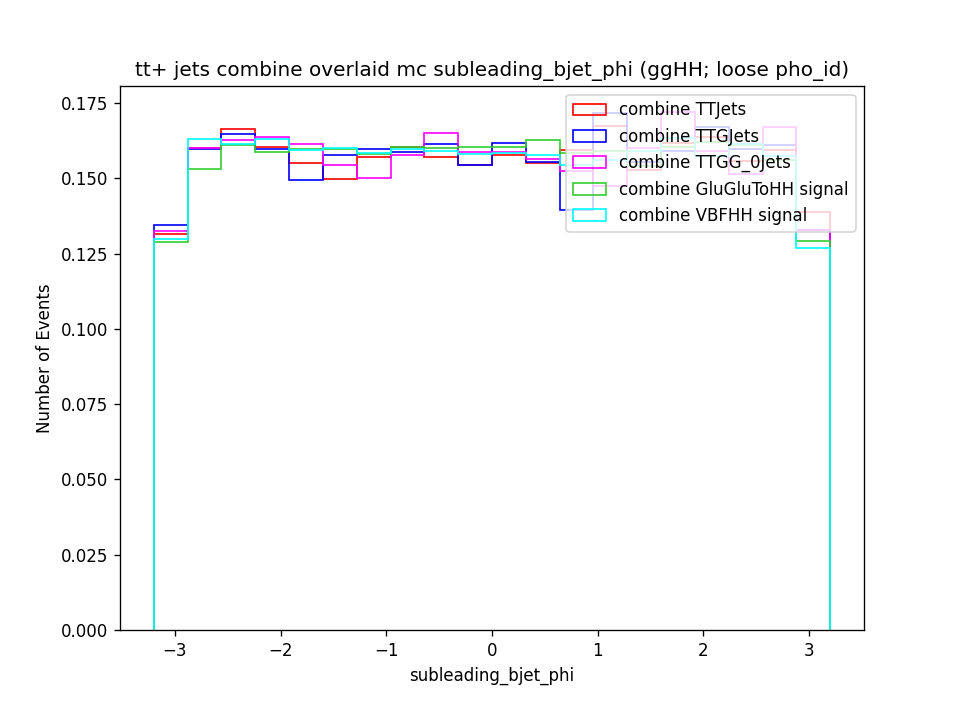 tt+ jets combine overlaid mc subleading_bjet_phi (ggHH; loose pho_id)
combine TTJets
combine TTGJets
combine TTGG_0Jets
combine GluGluToHH signal
combine VBFHH signal
0.175
0.150
0.125
0.100
0.075
0.050
0.025
0.000
Number of Events
−3 −2 −1 0 1 2 3
subleading_bjet_phi